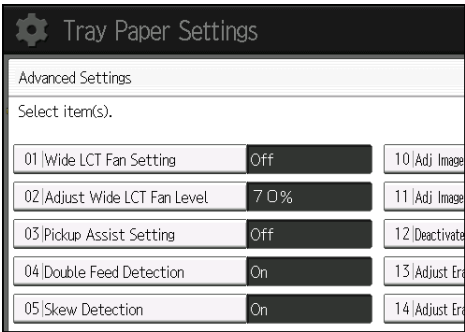 Tray Paper Settings
Advanced Settings
Select item(s).
01 Wide LCT Fan Setting Off 10 Adj Image
02 Adjust Wide LCT Fan Level 70% 11 Adj Image
03 Pickup Assist Setting Off 12 Deactivate
04 Double Feed Detection On 13 Adjust Era
05 Skew Detection On 14 Adjust Era